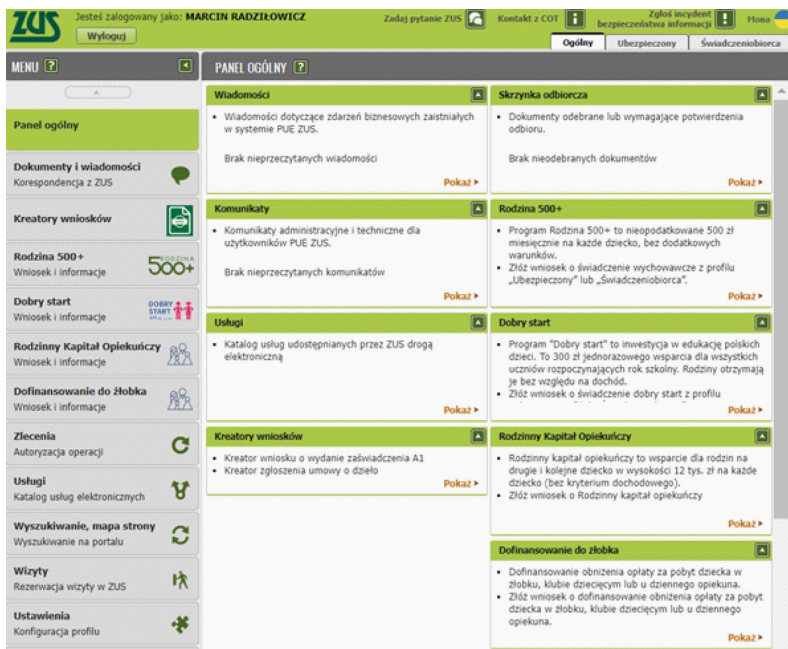 ZUS
Jesteś zalogowany jako: MARCIN RADZIŁOWICZ
Wyloguj
Zadaj pytanie ZUS
Kontakt z COT
Zgłoś incydent
bezpieczeństwa informacji
Мова
Ogólny
Ubezpieczony
Świadczeniobiorca
MENU ?
Panel ogólny
Dokumenty i wiadomości
Korespondencja z ZUS
Kreatory wniosków
Rodzina 500+
Wniosek i informacje
RODZINA
500+
Dobry start
Wniosek i informacje
DOBRY
START
Rodzinny Kapitał Opiekuńczy
Wniosek i informacje
Dofinansowanie do żłobka
Wniosek i informacje
Zlecenia
Autoryzacja operacji
Usługi
Katalog usług elektronicznych
Wyszukiwanie, mapa strony
Wyszukiwanie na portalu
Wizyty
Rezerwacja wizyty w ZUS
Ustawienia
Konfiguracja profilu
PANEL OGÓLNY ?
Wiadomości
• Wiadomości dotyczące zdarzeń biznesowych zaistniałych
w systemie PUE ZUS.
Brak nieprzeczytanych wiadomości
Pokaż
Komunikaty
• Komunikaty administracyjne i techniczne dla
użytkowników PUE ZUS.
Brak nieprzeczytanych komunikatów
Pokaż
Usługi
• Katalog usług udostępnianych przez ZUS drogą
elektroniczną
Pokaż
Kreatory wniosków
• Kreator wniosku o wydanie zaświadczenia A1
• Kreator zgłoszenia umowy o dzieło
Pokaż
Skrzynka odbiorcza
• Dokumenty odebrane lub wymagające potwierdzenia
odbioru.
Brak nieodebranych dokumentów
Pokaż
Rodzina 500+
• Program Rodzina 500+ to nieopodatkowane 500 zł
miesięcznie na każde dziecko, bez dodatkowych
warunków.
• Złóż wniosek o świadczenie wychowawcze z profilu
„Ubezpieczony" lub „Świadczeniobiorca".
Pokaż
Dobry start
• Program "Dobry start" to inwestycja w edukację polskich
dzieci. To 300 zł jednorazowego wsparcia dla wszystkich
uczniów rozpoczynających rok szkolny. Rodziny otrzymają
je bez względu na dochód.
• Złóż wniosek o świadczenie dobry start z profilu
Pokaż
Rodzinny Kapitał Opiekuńczy
• Rodzinny kapitał opiekuńczy to wsparcie dla rodzin na
drugie i kolejne dziecko w wysokości 12 tys. zł na każde
dziecko (bez kryterium dochodowego).
• Złóż wniosek o Rodzinny kapitał opiekuńczy
Pokaż
Dofinansowanie do żłobka
• Dofinansowanie obniżenia opłaty za pobyt dziecka w
żłobku, klubie dziecięcym lub u dziennego opiekuna.
• Złóż wniosek o dofinansowanie obniżenia opłaty za pobyt
dziecka w żłobku, klubie dziecięcym lub u dziennego
opiekuna.
Pokaż